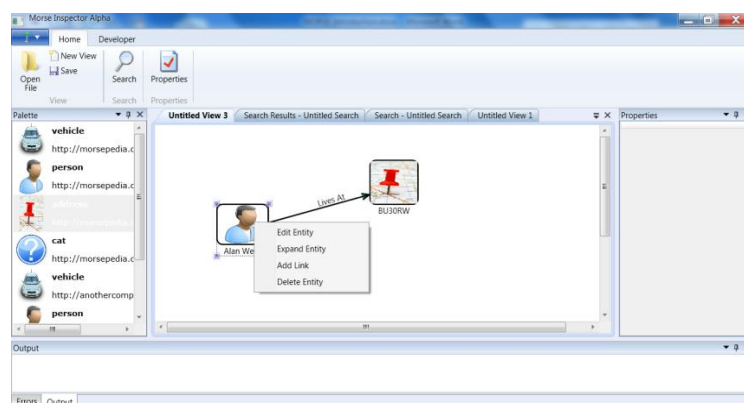 Morse Inspector Alpha
Home Developer
Open File
New View
Save
Search
Properties
View Search Properties
Palette
Untitled View 3 Search Results - Untitled Search Search - Untitled Search Untitled View 1
Properties
vehicle
http://morsepedia.c
person
http://morsepedia.c
address
cat
http://morsepedia.c
vehicle
http://anothercomp
person
Lives At
BU30RW
Alan We
Edit Entity
Expand Entity
Add Link
Delete Entity
Output
Errors Output